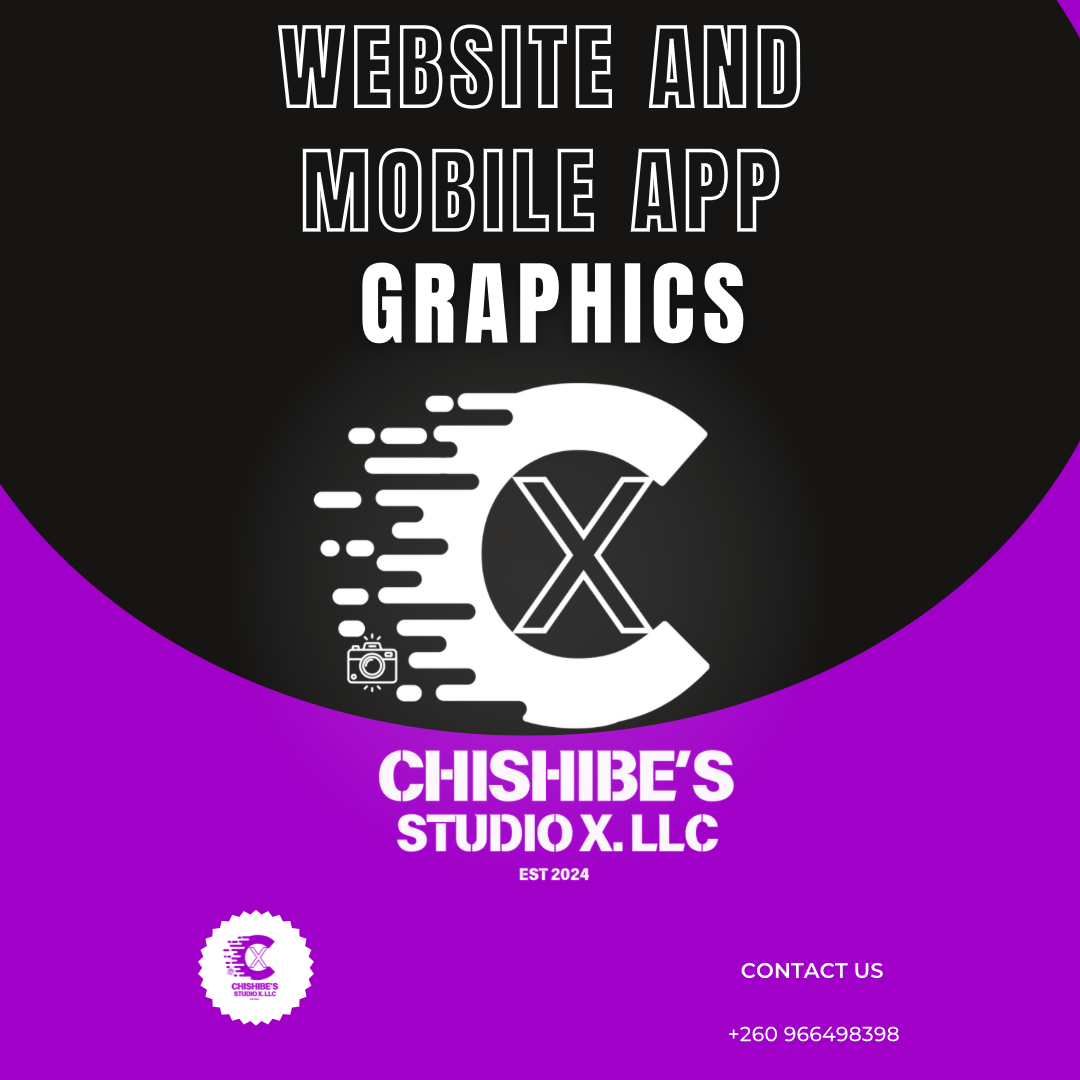 WEBSITE AND
MOBILE APP
GRAPHICS
X
CHISHIBE'S
STUDIO X. LLC
EST 2024
X
CHISHIBE'S
STUDIO X. LLC
CONTACT US
+260 966498398